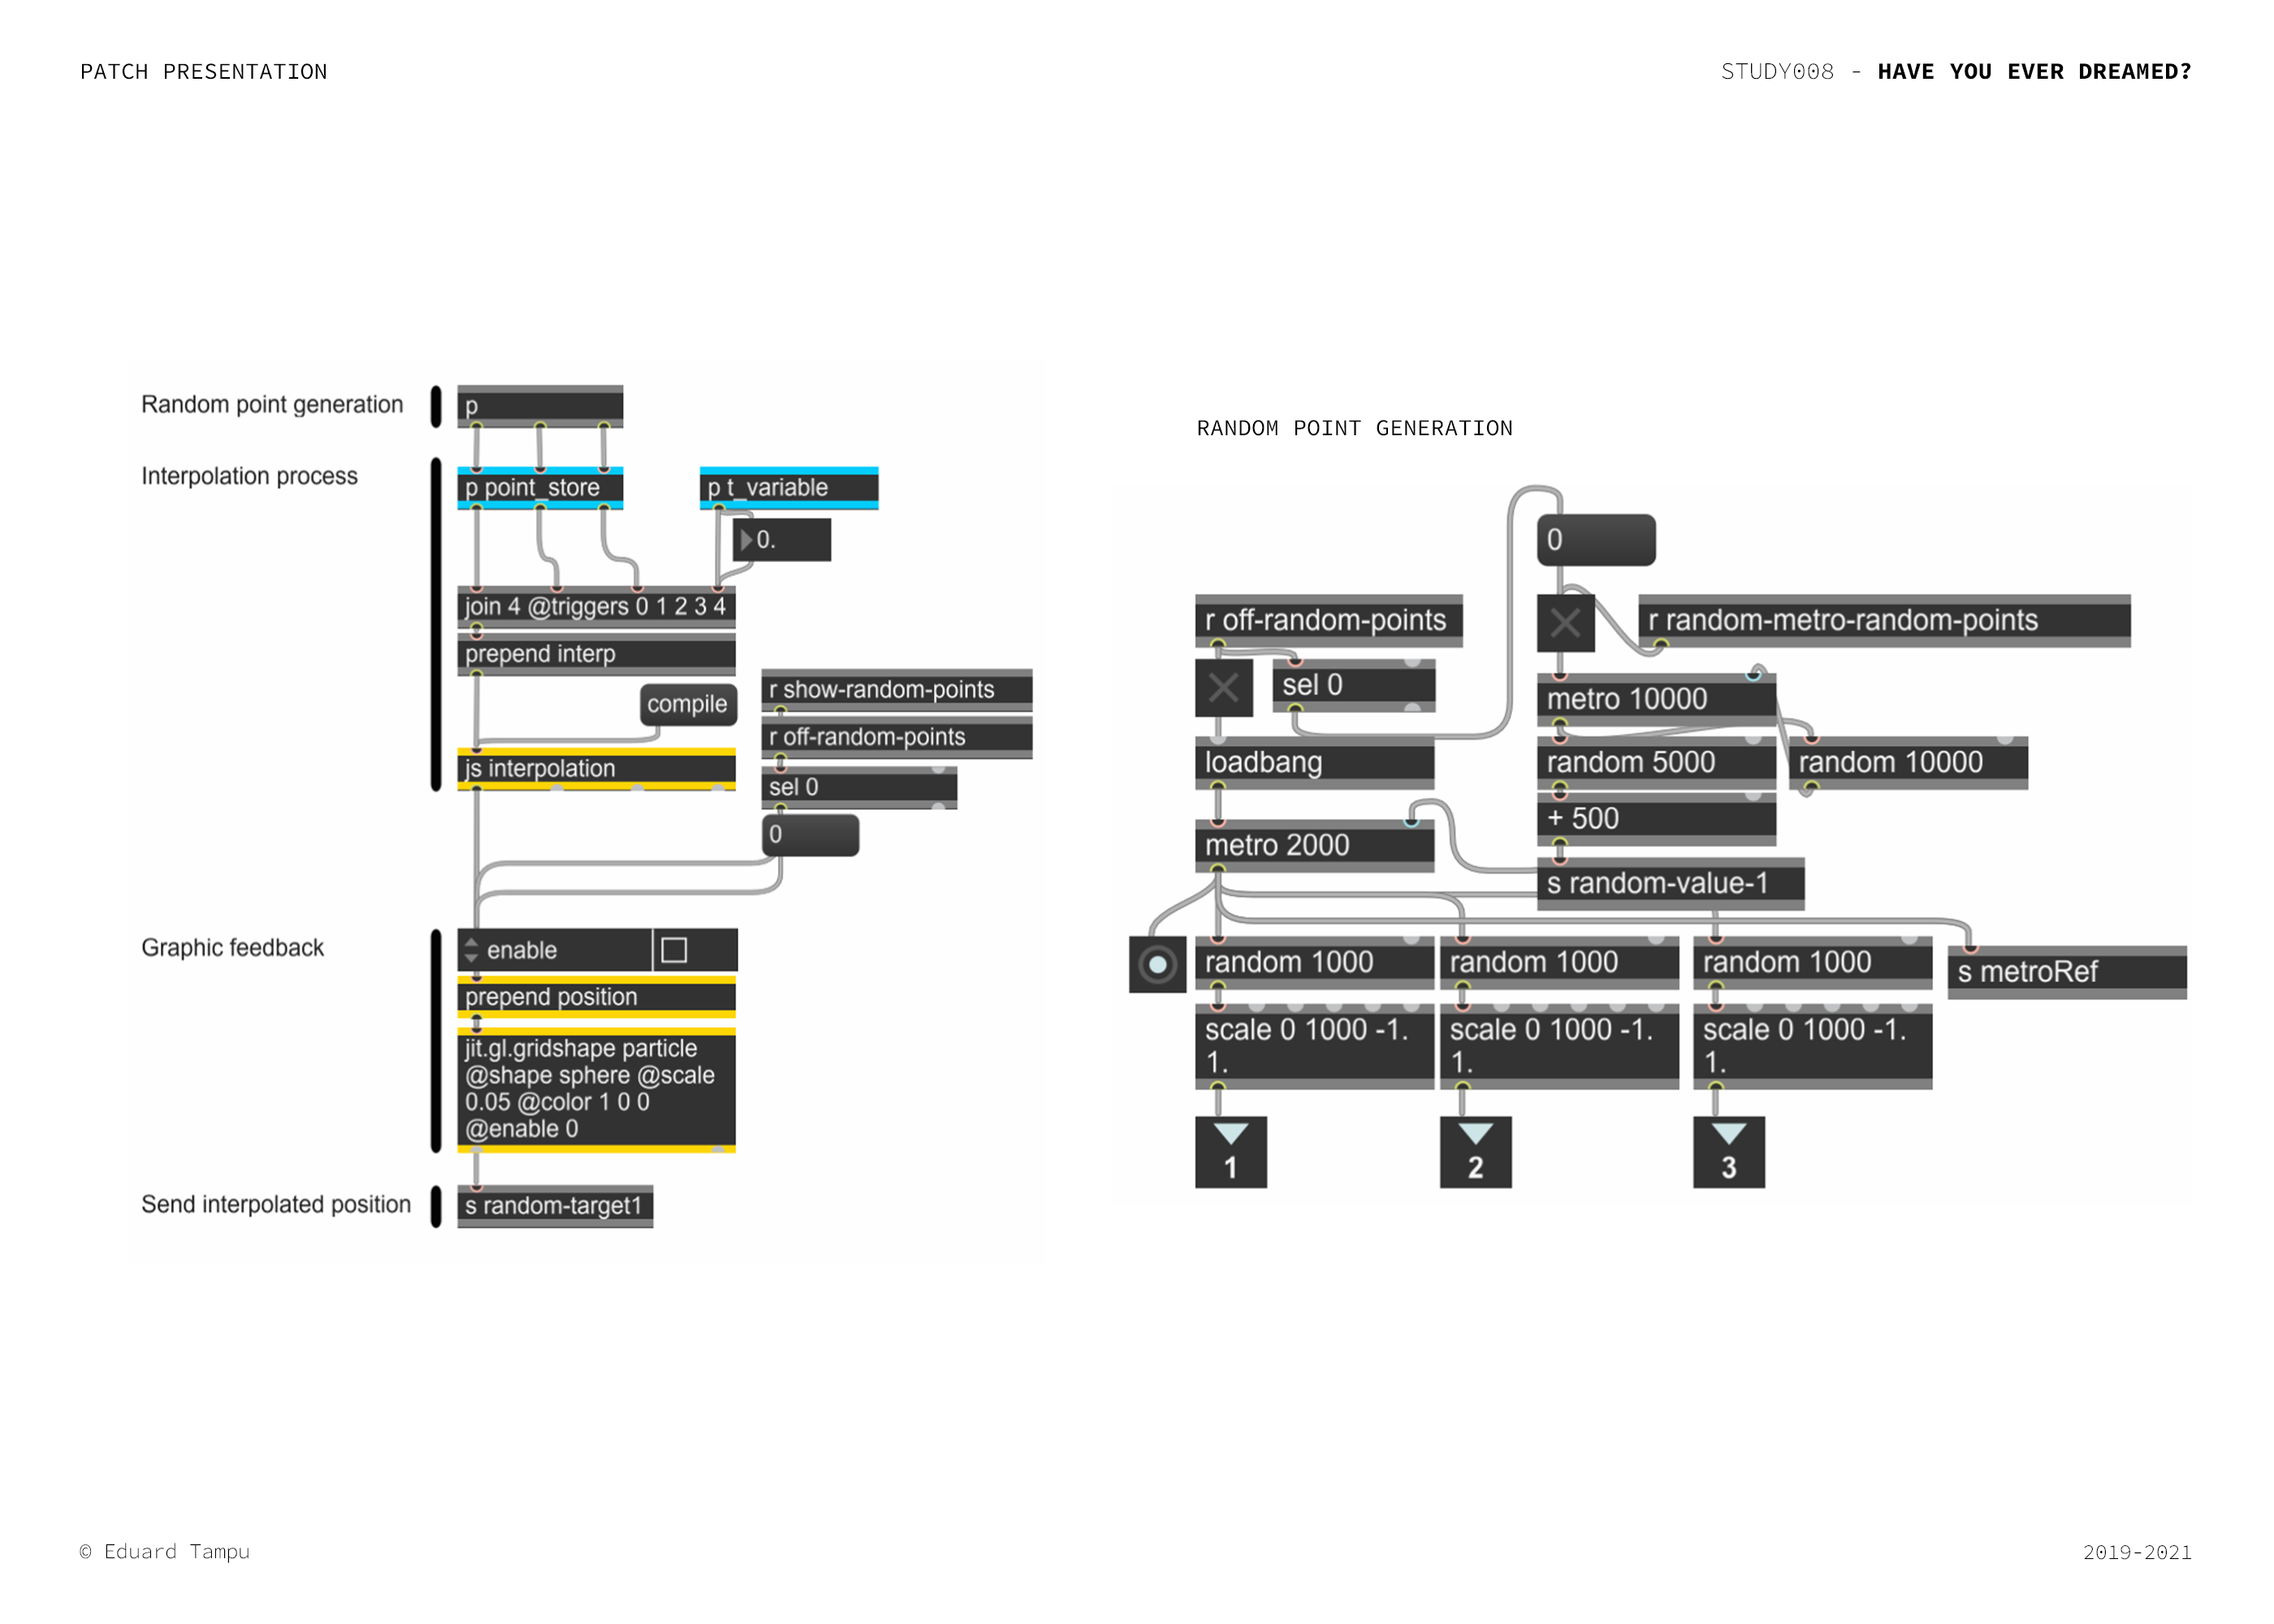 PATCH PRESENTATION
STUDY008 - HAVE YOU EVER DREAMED?
Random point generation
p
Interpolation process
p point_store
p t_variable
0.
join 4 @triggers 0 1 2 3 4
prepend interp
compile
r show-random-points
r off-random-points
js interpolation
sel 0
0
Graphic feedback
enable
prepend position
jit.gl.gridshape particle
@shape sphere @scale
0.05 @color 1 0 0
@enable 0
Send interpolated position
s random-target1
RANDOM POINT GENERATION
0
r off-random-points
r random-metro-random-points
sel 0
metro 10000
loadbang
random 5000
random 10000
+ 500
metro 2000
s random-value-1
random 1000
random 1000
random 1000
s metroRef
scale 0 1000 -1.
1.
scale 0 1000 -1.
1.
scale 0 1000 -1.
1.
1
2
3
© Eduard Tampu
2019-2021